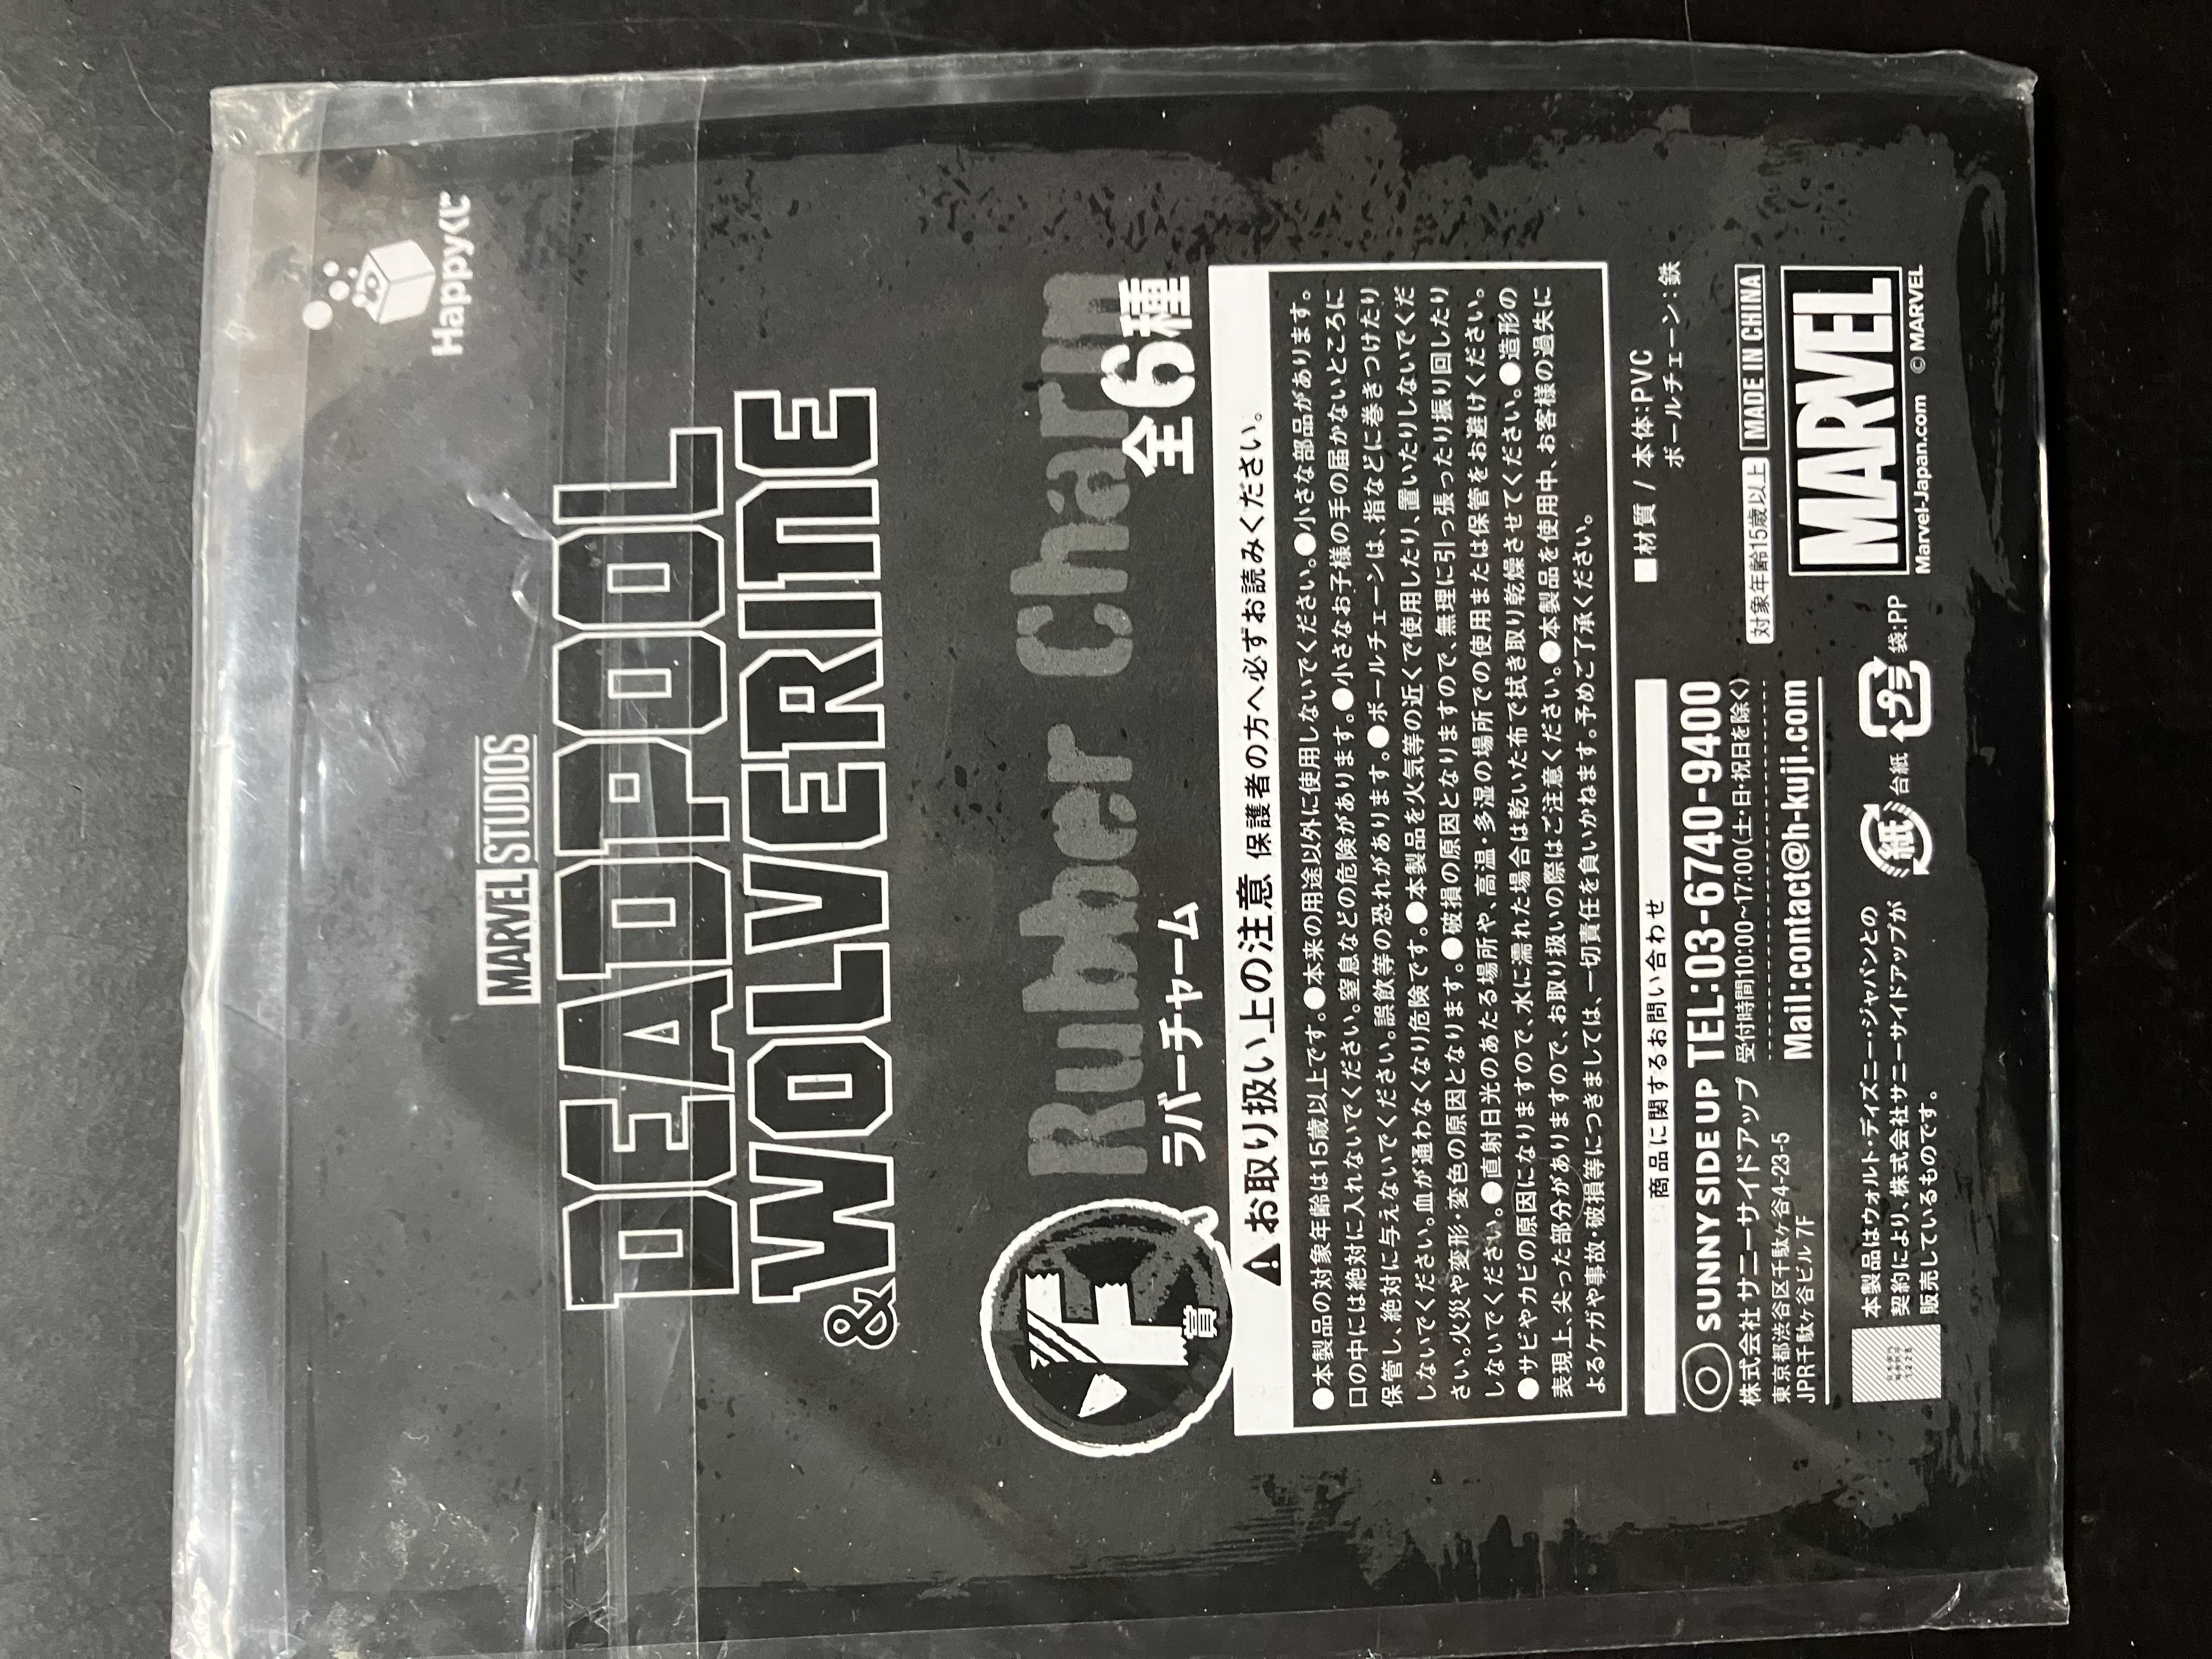 Happyくじ
MARVEL STUDIOS
DEADPOOL
& WOLVERINE
F賞
Rubber Charm
ラバーチャーム
全6種
⚠お取り扱い上の注意 保護者の方へ必ずお読みください。
●本製品の対象年齢は15歳以上です。●本来の用途以外に使用しないでください。●小さな部品があります。
口の中には絶対に入れないでください。窒息などの危険があります。●小さなお子様の手の届かないところに
保管し、絶対に与えないでください。誤飲等の恐れがあります。●ボールチェーンは、指などに巻きつけたり
しないでください。血が通わなくなり危険です。●本製品を火気等の近くで使用したり、置いたりしないでくだ
さい。火災や変形・変色の原因となります。●破損の原因となりますので、無理に引っ張ったり振り回したり
しないでください。●直射日光のあたる場所や、高温・多湿の場所での使用または保管をお避けください。
●サビやカビの原因になりますので、水に濡れた場合は乾いた布で拭き取り乾燥させてください。●造形の
表現上、尖った部分がありますので、お取り扱いの際はご注意ください。●本製品を使用中、お客様の過失に
よるケガや事故・破損等につきましては、一切責任を負いかねます。予めご了承ください。
商品に関するお問い合わせ
SUNNY SIDE UP TEL:03-6740-9400
株式会社サニーサイドアップ 受付時間10:00~17:00(土・日・祝日を除く)
東京都渋谷区千駄ヶ谷4-23-5
JPR千駄ヶ谷ビル 7F
Mail:contact@h-kuji.com
■材質 / 本体:PVC
ボールチェーン:鉄
対象年齢15歳以上 MADE IN CHINA
MARVEL
Marvel-Japan.com © MARVEL
本製品はウォルト・ディズニー・ジャパンとの
契約により、株式会社サニーサイドアップが
販売しているものです。
紙 台紙 プラ 袋:PP